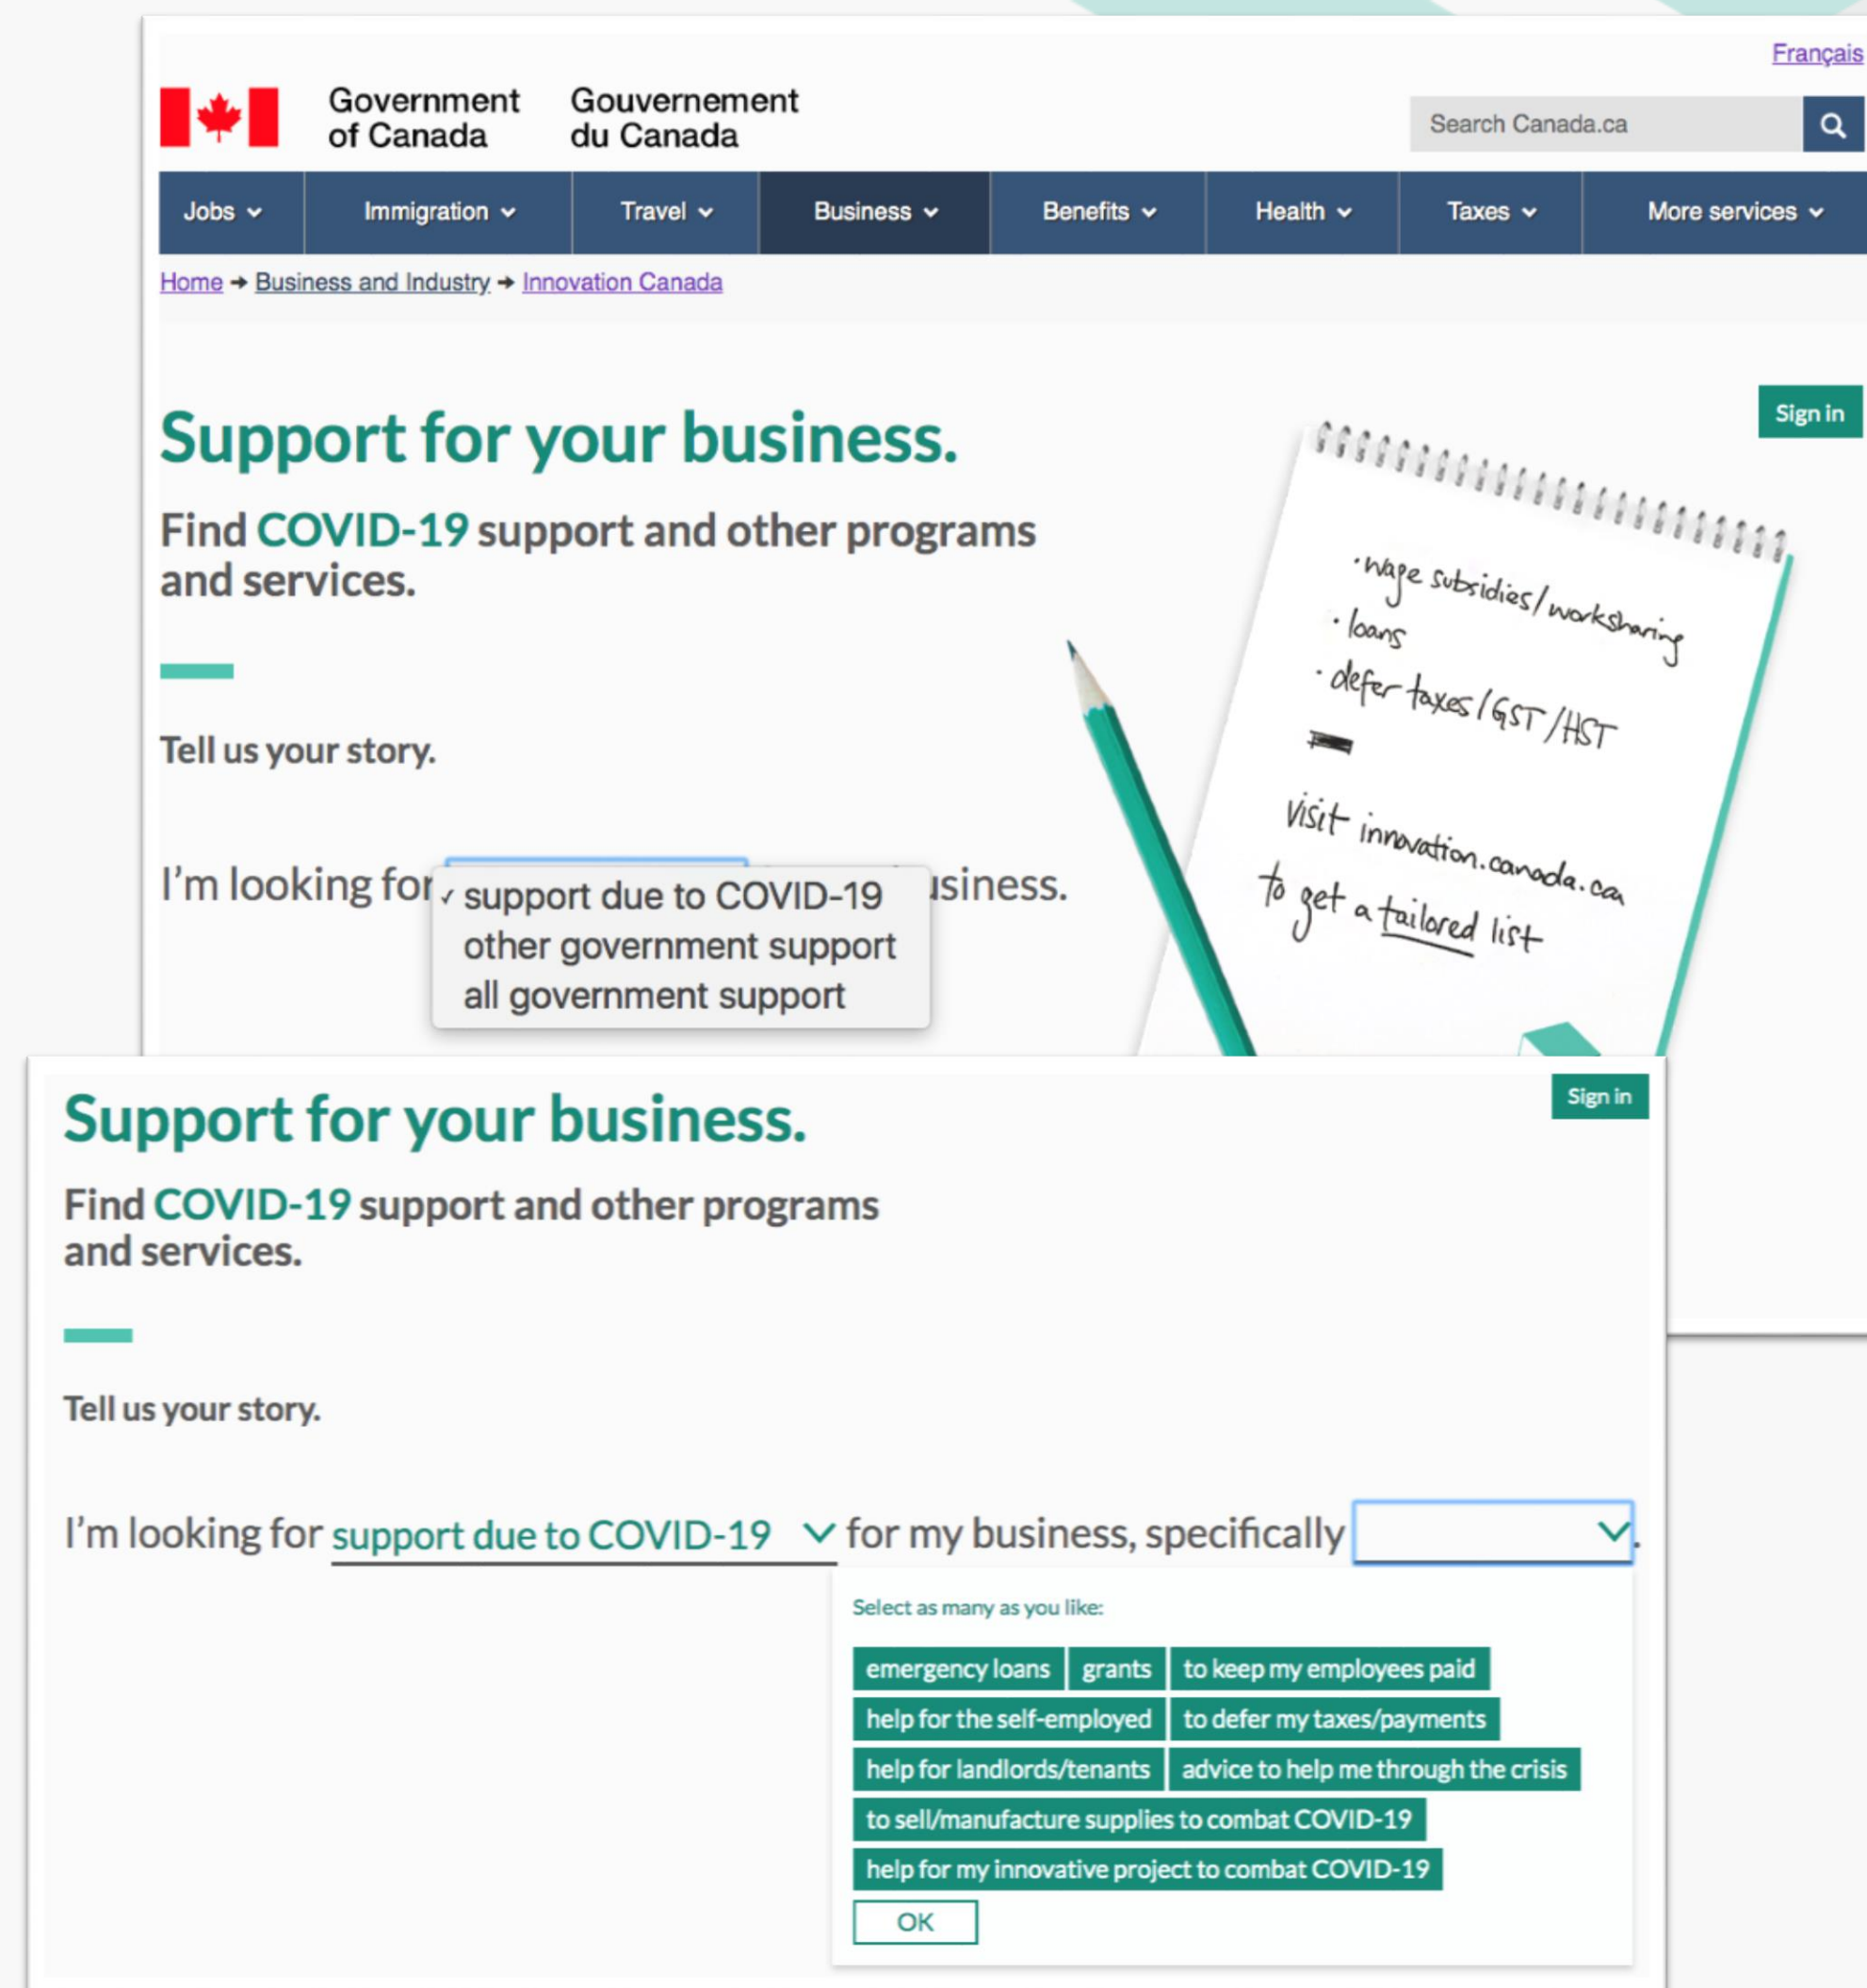 Français
Government
of Canada
Gouvernement
du Canada
Search Canada.ca
Jobs Immigration Travel Business Benefits Health Taxes More services
Home → Business and Industry → Innovation Canada
Sign in
Support for your business.
Find COVID-19 support and other programs
and services.
Tell us your story.
I'm looking for
usiness.
✓ support due to COVID-19
other government support
all government support
· wage subsidies/worksharing
· loans
· defer taxes/GST/HST
visit innovation.canada.ca
to get a tailored list
Sign in
Support for your business.
Find COVID-19 support and other programs
and services.
Tell us your story.
I'm looking for support due to COVID-19 for my business, specifically .
Select as many as you like:
emergency loans grants to keep my employees paid
help for the self-employed to defer my taxes/payments
help for landlords/tenants advice to help me through the crisis
to sell/manufacture supplies to combat COVID-19
help for my innovative project to combat COVID-19
OK